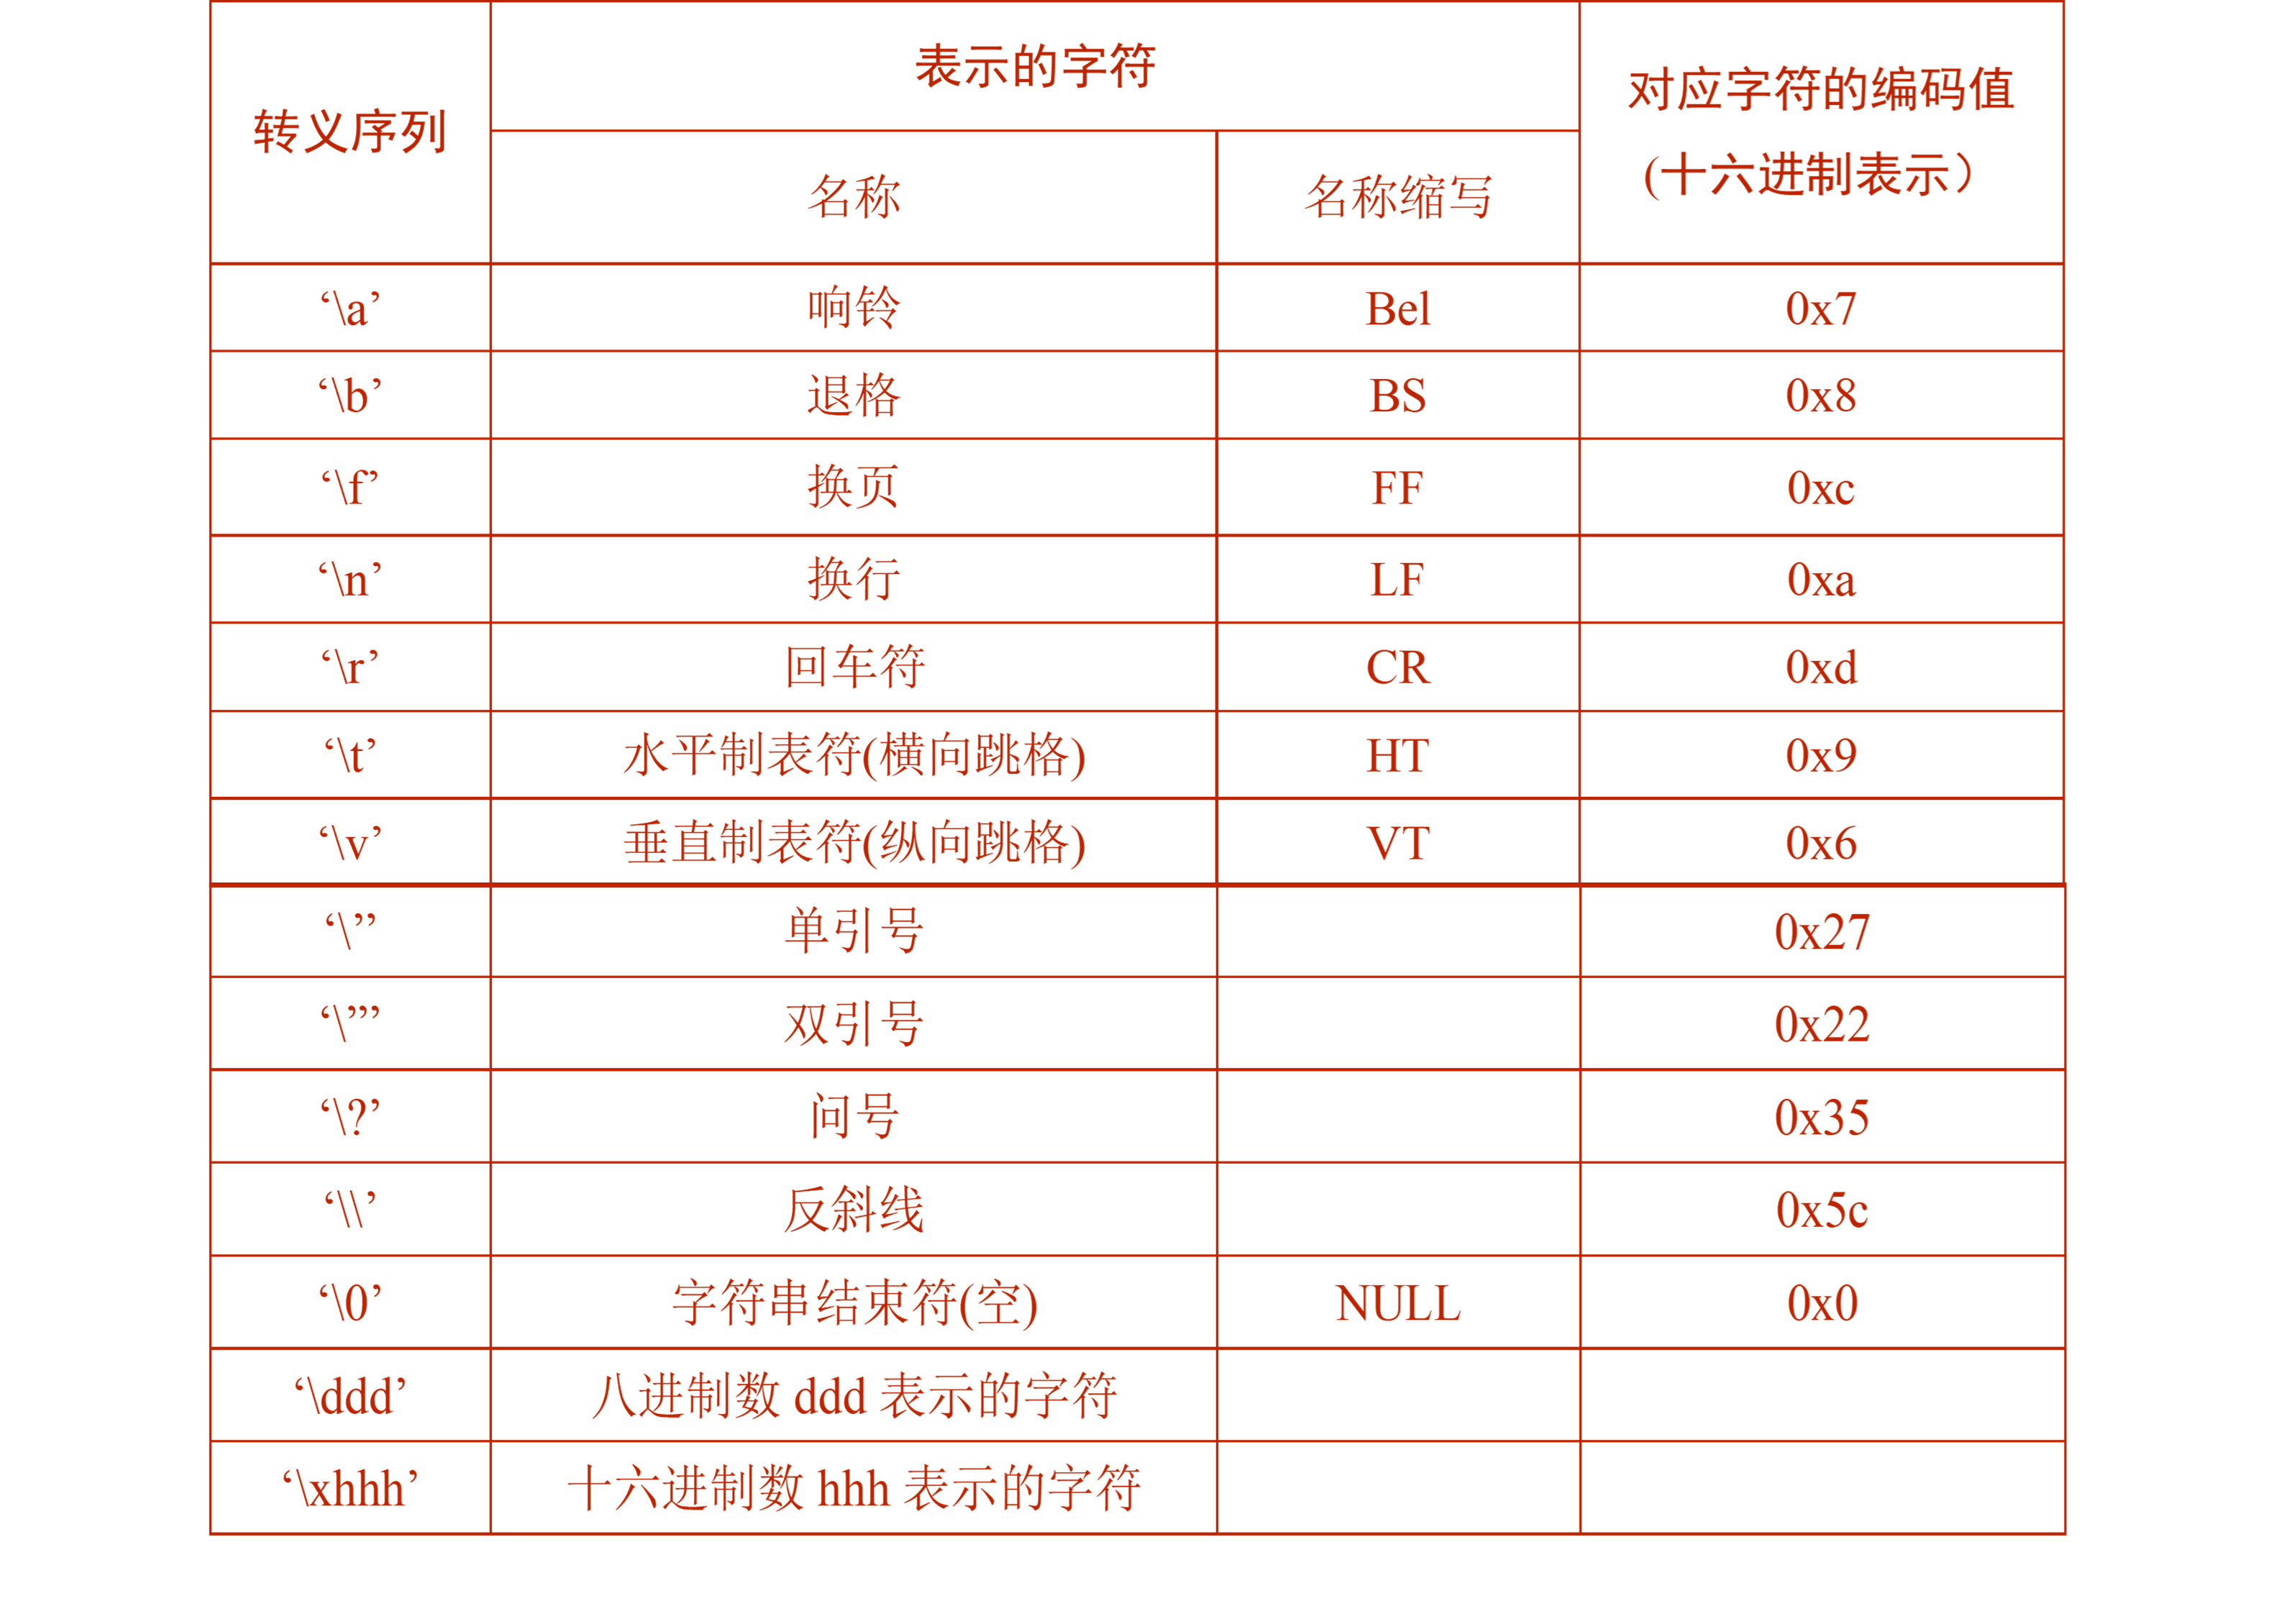 转义序列
表示的字符
对应字符的编码值
(十六进制表示）
名称 名称缩写
‘\a’ 响铃 Bel 0x7
‘\b’ 退格 BS 0x8
‘\f’ 换页 FF 0xc
‘\n’ 换行 LF 0xa
‘\r’ 回车符 CR 0xd
‘\t’ 水平制表符(横向跳格) HT 0x9
‘\v’ 垂直制表符(纵向跳格) VT 0x6
‘\’’ 单引号 0x27
‘\”’ 双引号 0x22
‘\?’ 问号 0x35
‘\\’ 反斜线 0x5c
‘\0’ 字符串结束符(空) NULL 0x0
‘\ddd’ 八进制数 ddd 表示的字符
‘\xhhh’ 十六进制数 hhh 表示的字符